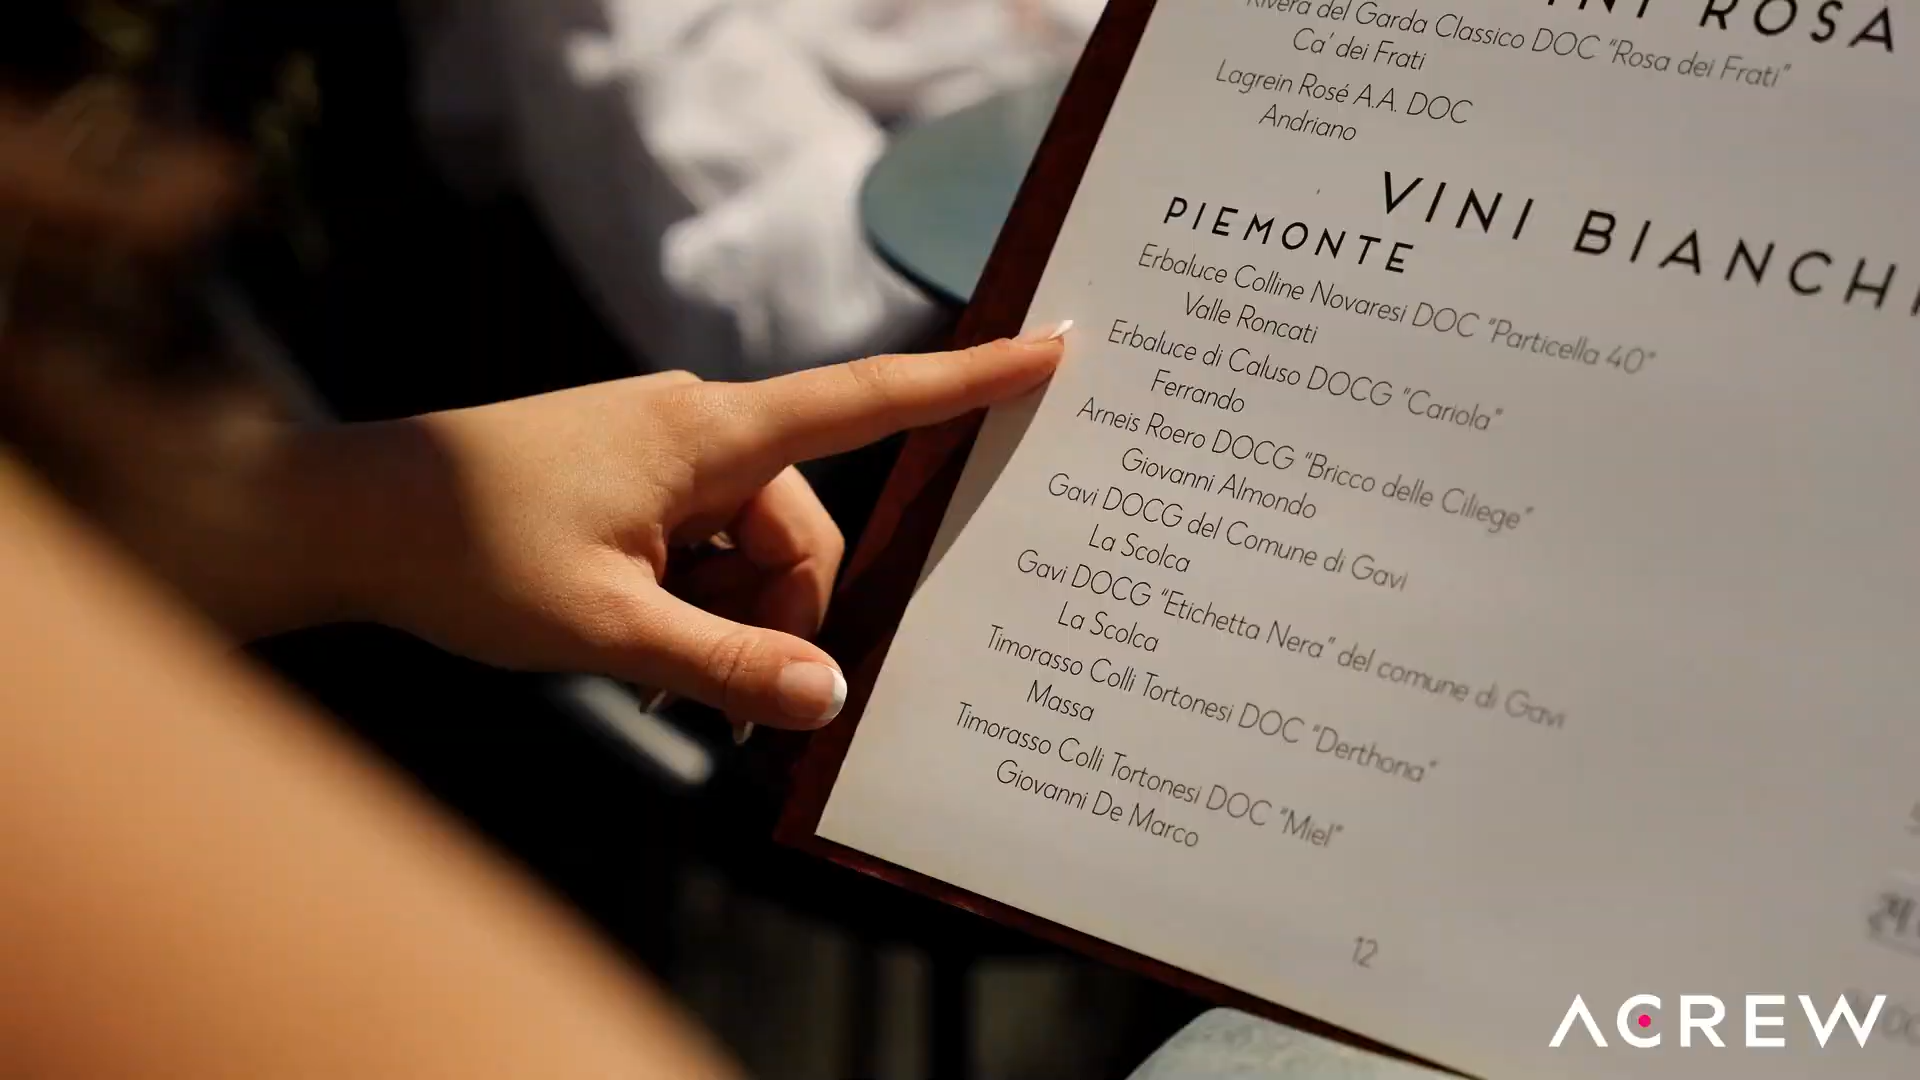 VINI ROSA
Rivera del Garda Classico DOC "Rosa dei Frati"
Ca' dei Frati
Lagrein Rosé A.A. DOC
Andriano
VINI BIANCHI
PIEMONTE
Erbaluce Colline Novaresi DOC "Particella 40"
Valle Roncati
Erbaluce di Caluso DOCG "Cariola"
Ferrando
Arneis Roero DOCG "Bricco delle Ciliege"
Giovanni Almondo
Gavi DOCG del Comune di Gavi
La Scolca
Gavi DOCG "Etichetta Nera" del comune di Gavi
La Scolca
Timorasso Colli Tortonesi DOC "Derthona"
Massa
Timorasso Colli Tortonesi DOC "Miel"
Giovanni De Marco
12
ACREW